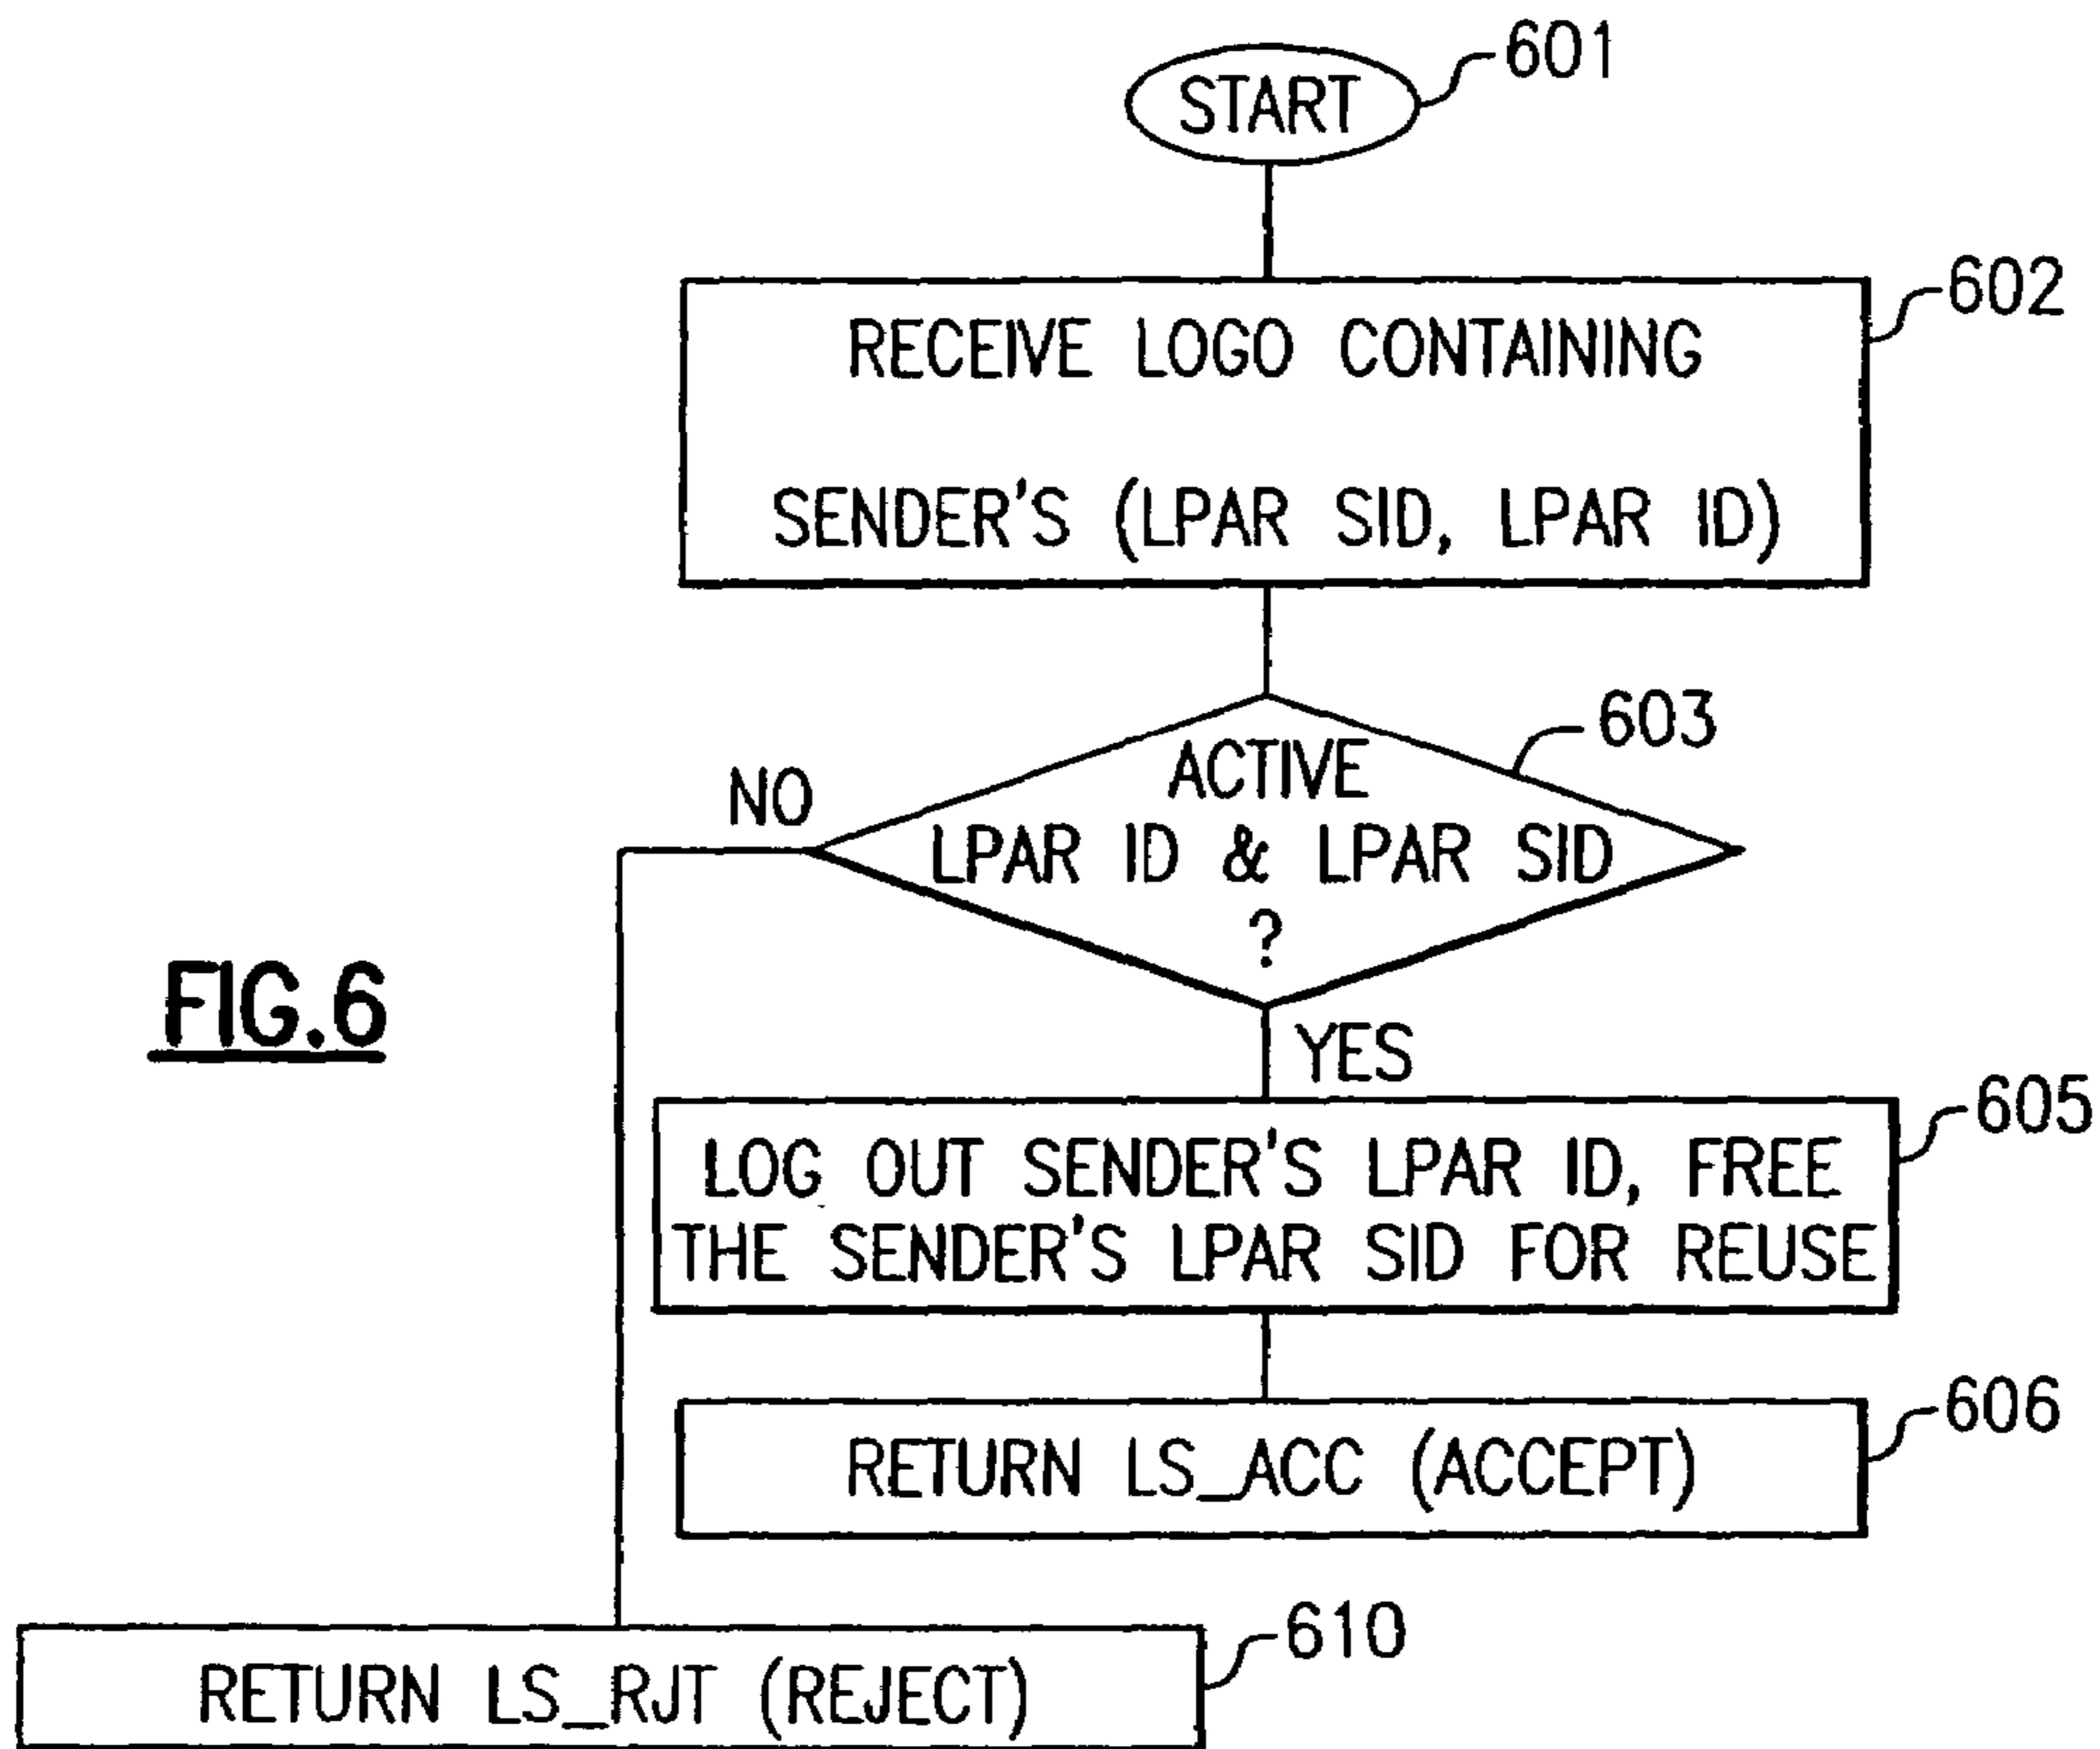 START
601
RECEIVE LOGO CONTAINING
SENDER'S (LPAR SID, LPAR ID)
602
ACTIVE
LPAR ID & LPAR SID
?
603
NO
YES
FIG.6
LOG OUT SENDER'S LPAR ID, FREE
THE SENDER'S LPAR SID FOR REUSE
605
RETURN LS_ACC (ACCEPT)
606
RETURN LS_RJT (REJECT)
610